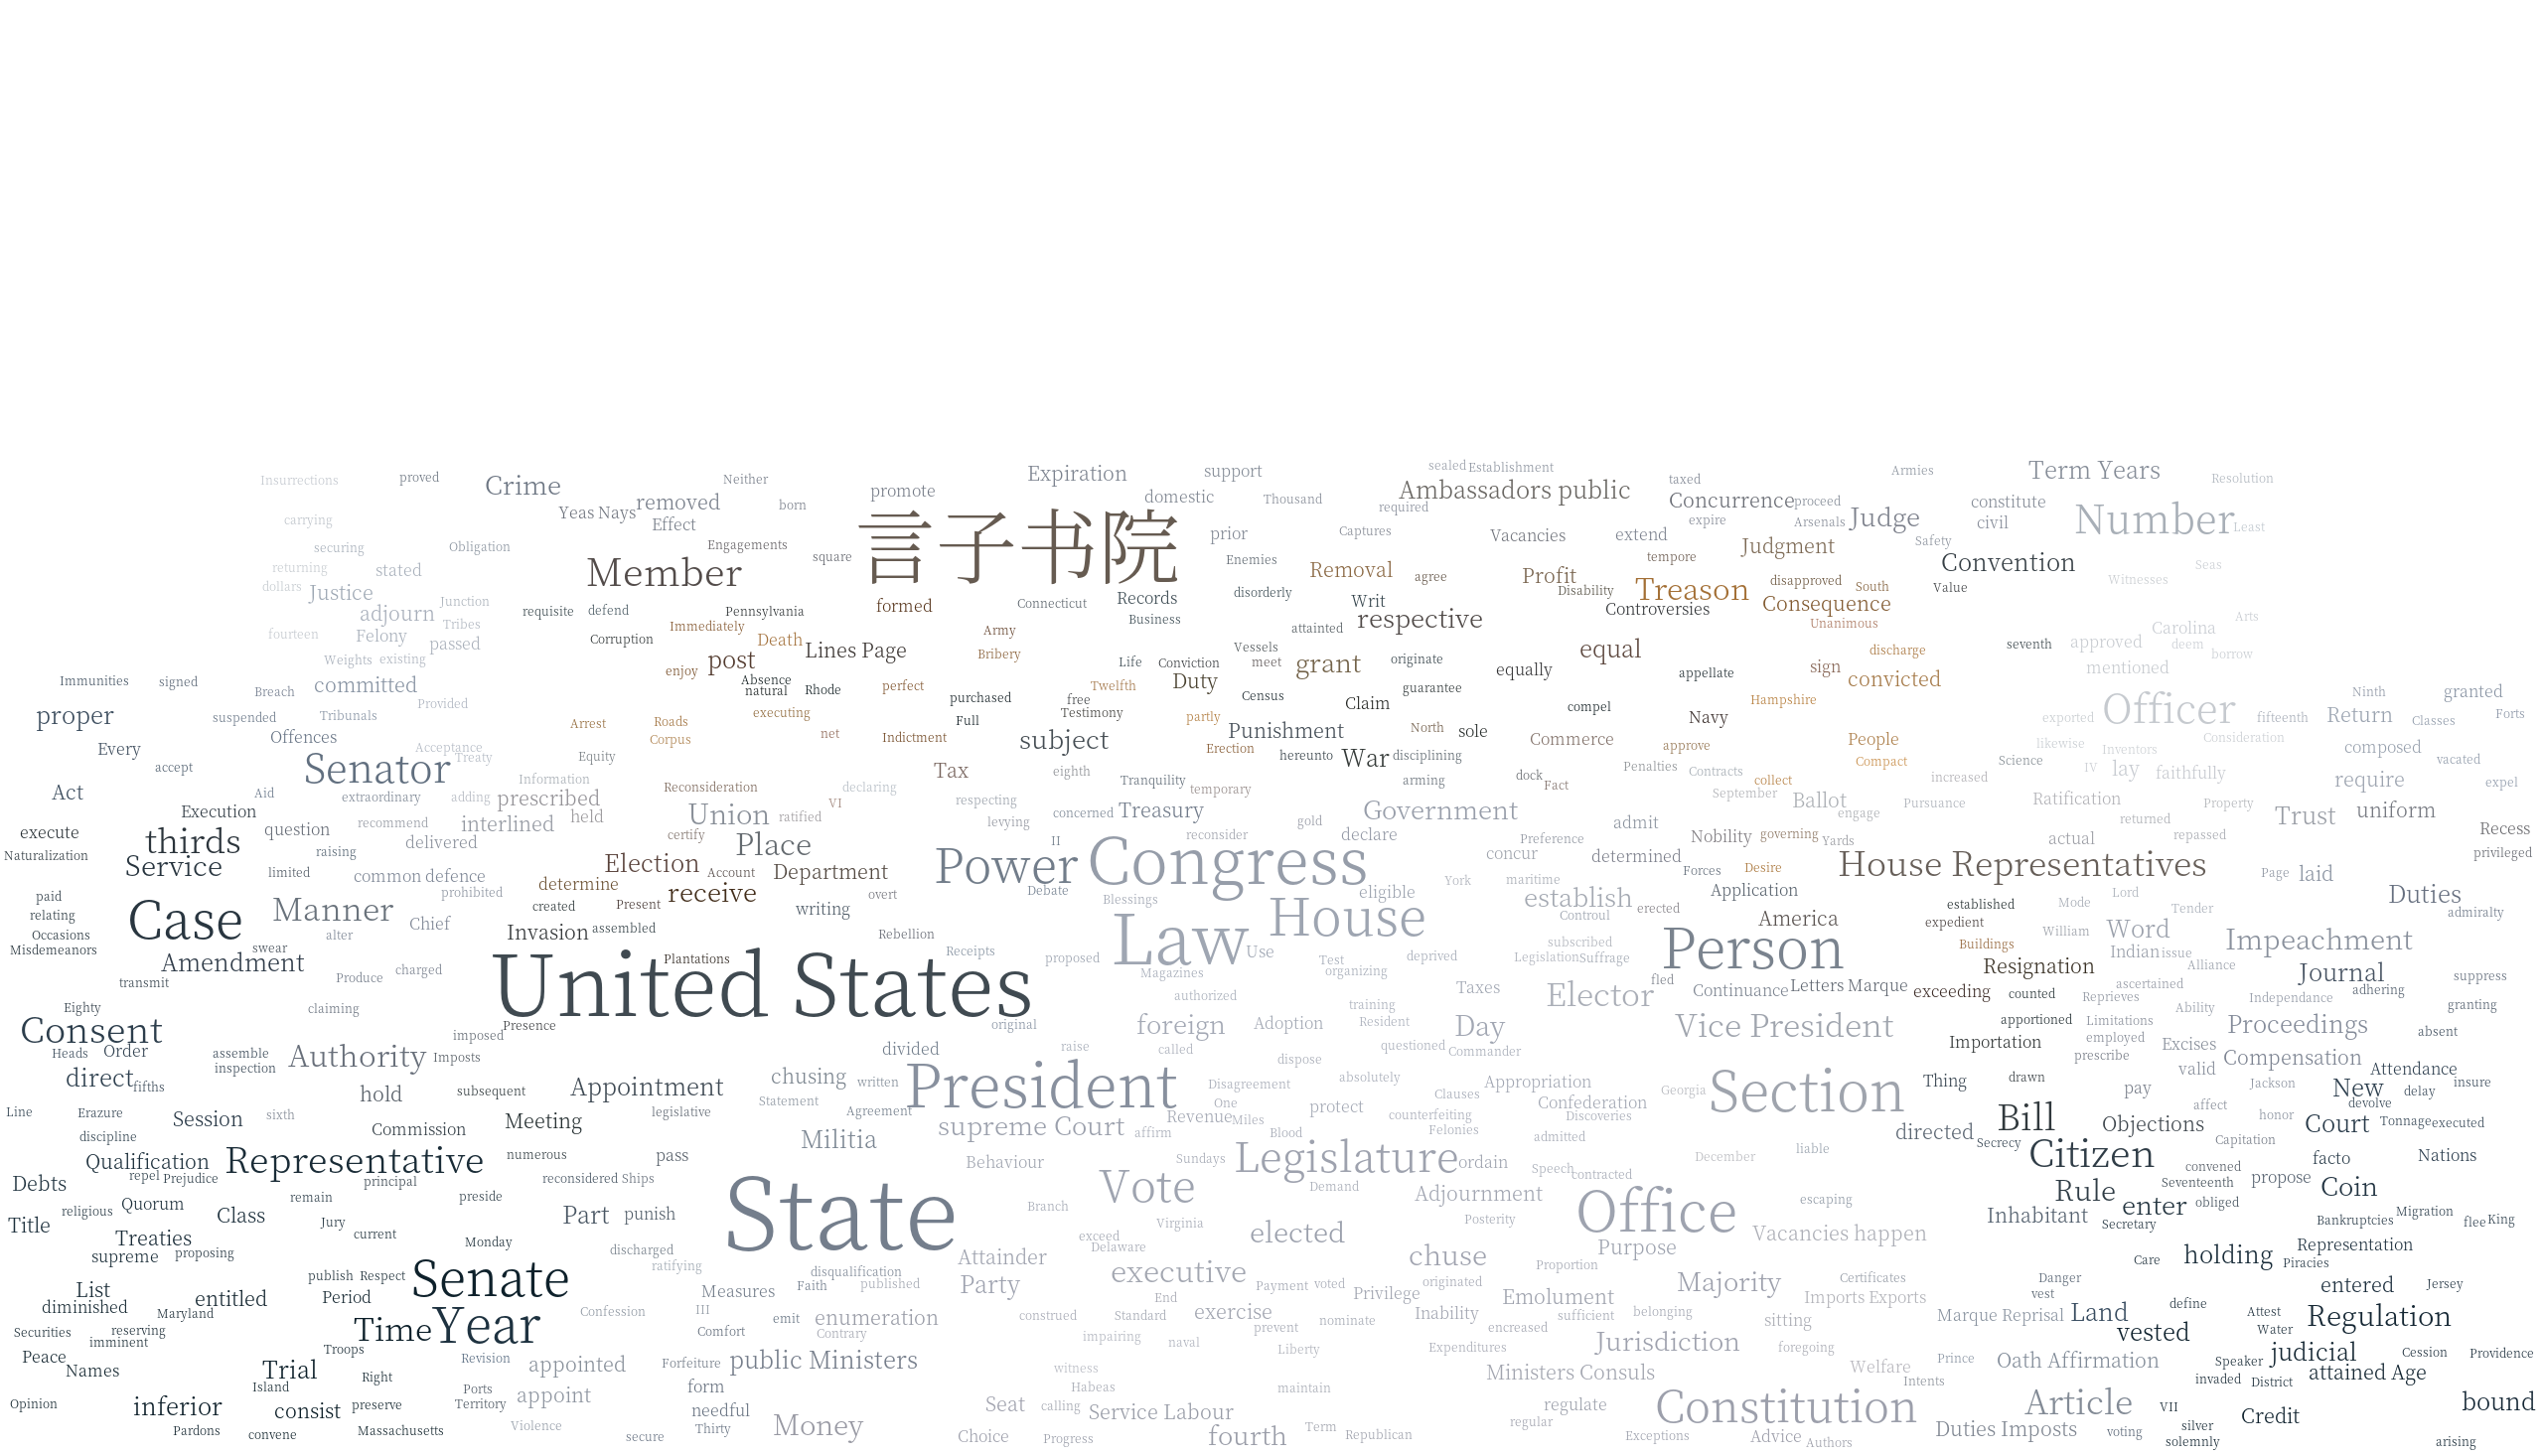 Insurrections proved Crime Neither Expiration support sealed Establishment Armies Term Years Resolution
removed born promote domestic Thousand Ambassadors public taxed Concurrence proceed constitute
carrying Yeas Nays Effect 言子书院 prior Captures required Vacancies extend expire Arsenals Judge civil Number Least
securing Obligation Engagements square Enemies tempore Judgment Safety
returning stated Member Removal agree Profit Treason disapproved South Convention Witnesses Seas
dollars Justice Junction formed Connecticut Records disorderly Writ Disability Controversies Consequence Value
adjourn Tribes requisite defend Pennsylvania Business respective Unanimous Arts
fourteen Felony passed Corruption Immediately Death Army attainted equal seventh approved Carolina deem
Weights existing post Lines Page Bribery Life Conviction Vessels meet grant originate equally appellate sign discharge mentioned borrow
Immunities signed Breach committed enjoy Absence natural Rhode perfect purchased free Twelfth Duty Census guarantee Claim convicted Ninth granted
proper suspended Tribunals Provided Arrest Roads executing Full Testimony partly compel Navy Hampshire exported Officer fifteenth Return Classes Forts
Every Offences Acceptance Corpus net Indictment subject Erection Punishment North sole Commerce approve People likewise Inventors Consideration composed
accept Senator Treaty Equity Tax eighth hereunto War disciplining Penalties Contracts Compact Science IV lay faithfully vacated
Act Aid extraordinary adding Information prescribed Reconsideration declaring respecting Tranquility temporary arming dock Fact collect September increased require expel
Execution question recommend interlined held Union ratified VI levying concerned Treasury gold Government admit Ballot engage Pursuance Ratification Property Trust uniform
execute thirds raising delivered certify Place II reconsider declare Preference Nobility governing Yards actual returned repassed Recess
Naturalization Service limited common defence Election Account Department Power Congress concur determined Forces Desire House Representatives Page laid privileged
paid prohibited determine receive overt Debate Blessings eligible York maritime establish Application Lord Duties
relating Case Manner Chief created Present writing Law House Controul erected America established expedient Mode Tender admiralty
Occasions Misdemeanors alter swear Invasion assembled Rebellion Receipts Use subscribed Person Buildings William Word Indian issue Impeachment
Amendment Produce charged Plantations proposed Magazines Test organizing deprived Legislation Suffrage Resignation Alliance Journal suppress
transmit United States authorized Taxes Elector fled Continuance Letters Marque exceeding counted ascertained Reprieves adhering
Eighty claiming Presence original foreign Adoption training Resident Day Vice President apportioned Limitations Ability Independance granting
Consent Heads Order assemble imposed Imposts divided raise called dispose questioned Commander Importation employed prescribe Excises Proceedings absent
direct fifths inspection Authority chusing written President Disagreement absolutely Appropriation Georgia Section Thing drawn valid Compensation Attendance
hold subsequent Appointment Statement One Clauses Confederation pay Jackson New delay insure
Line Erazure Session sixth Meeting legislative Agreement Revenue Miles protect counterfeiting Discoveries Bill Objections affect honor devolve Court Tonnage executed
discipline Commission Militia supreme Court affirm Blood Felonies admitted directed Secrecy Capitation
Qualification Representative numerous pass Behaviour Sundays Legislature ordain Speech contracted December liable Citizen convened facto Nations
Debts repel Prejudice principal reconsidered Ships State Vote Demand Adjournment Office Rule Seventeenth propose Coin
religious Quorum remain preside Branch escaping enter obliged
Title Class Jury current Part punish Virginia Posterity Inhabitant Secretary Bankruptcies Migration flee King
Treaties supreme proposing Monday discharged Attainder exceed Delaware elected chuse Purpose Vacancies happen Care holding Representation Piracies
List publish Respect Senate ratifying disqualification Faith published Party executive Payment voted originated Proportion Majority Certificates Danger entered Jersey
diminished Maryland entitled Period Measures End Privilege Emolument Imports Exports vest define
Securities reserving imminent Time Year Confession III Comfort emit enumeration Contrary construed Standard exercise prevent nominate Inability encreased sufficient belonging sitting Marque Reprisal Land vested Attest Water Regulation
Peace Names Troops Revision appointed Forfeiture public Ministers impairing naval Liberty Expenditures Jurisdiction foregoing Prince Oath Affirmation Speaker judicial Cession Providence
Trial Island Right Ports form witness Habeas maintain Ministers Consuls Welfare Intents invaded District attained Age
Opinion inferior consist preserve Territory appoint needful Seat calling Service Labour regulate Constitution Article VII Credit bound
Pardons convene Massachusetts Violence secure Thirty Money Choice Progress fourth Term Republican regular Exceptions Advice Authors Duties Imposts voting silver solemnly arising